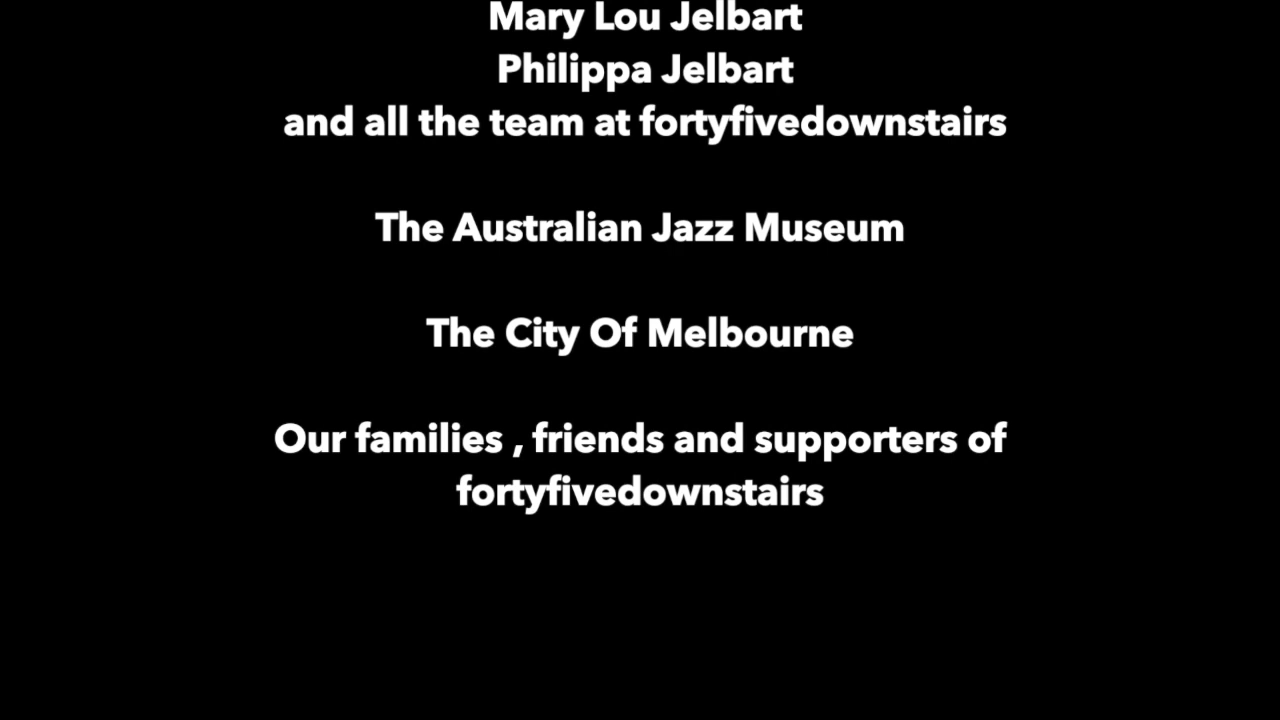 Mary Lou Jelbart
Philippa Jelbart
and all the team at fortyfivedownstairs
The Australian Jazz Museum
The City Of Melbourne
Our families , friends and supporters of
fortyfivedownstairs